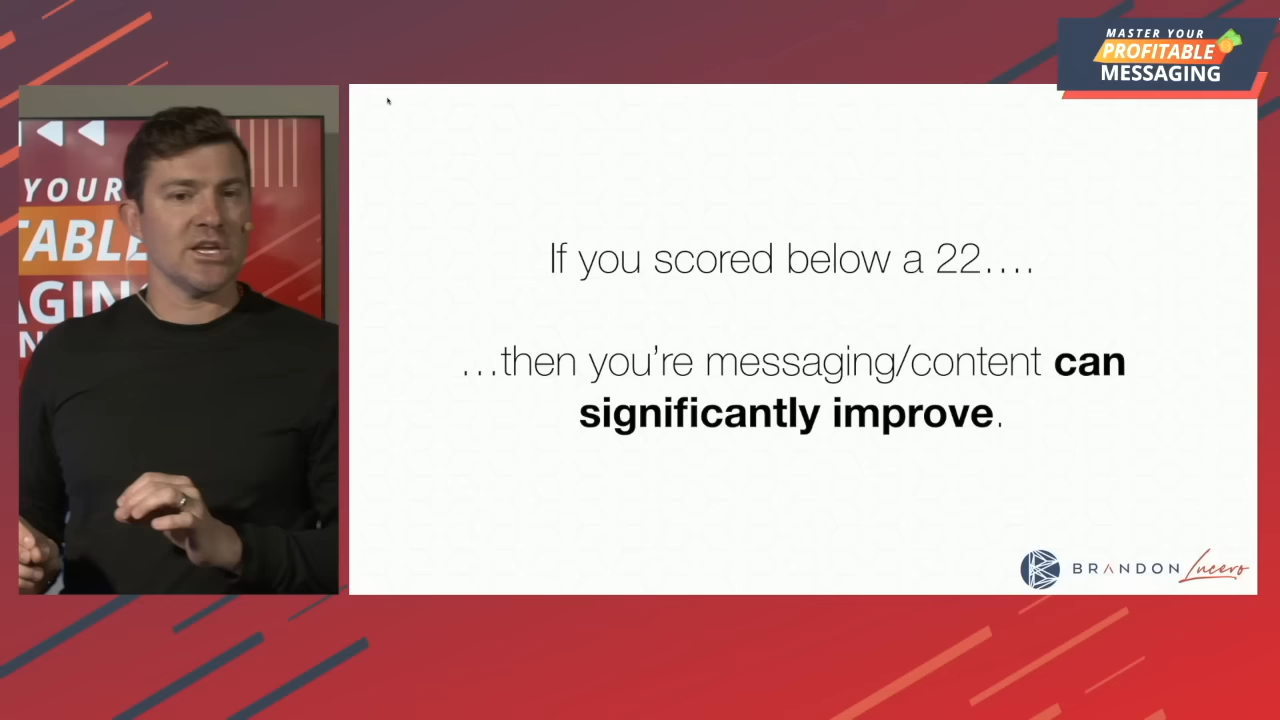 MASTER YOUR
PROFITABLE
MESSAGING
YOUR
TABLE
AGIN
N
If you scored below a 22….
…then you’re messaging/content can
significantly improve.
BRANDON Lucero